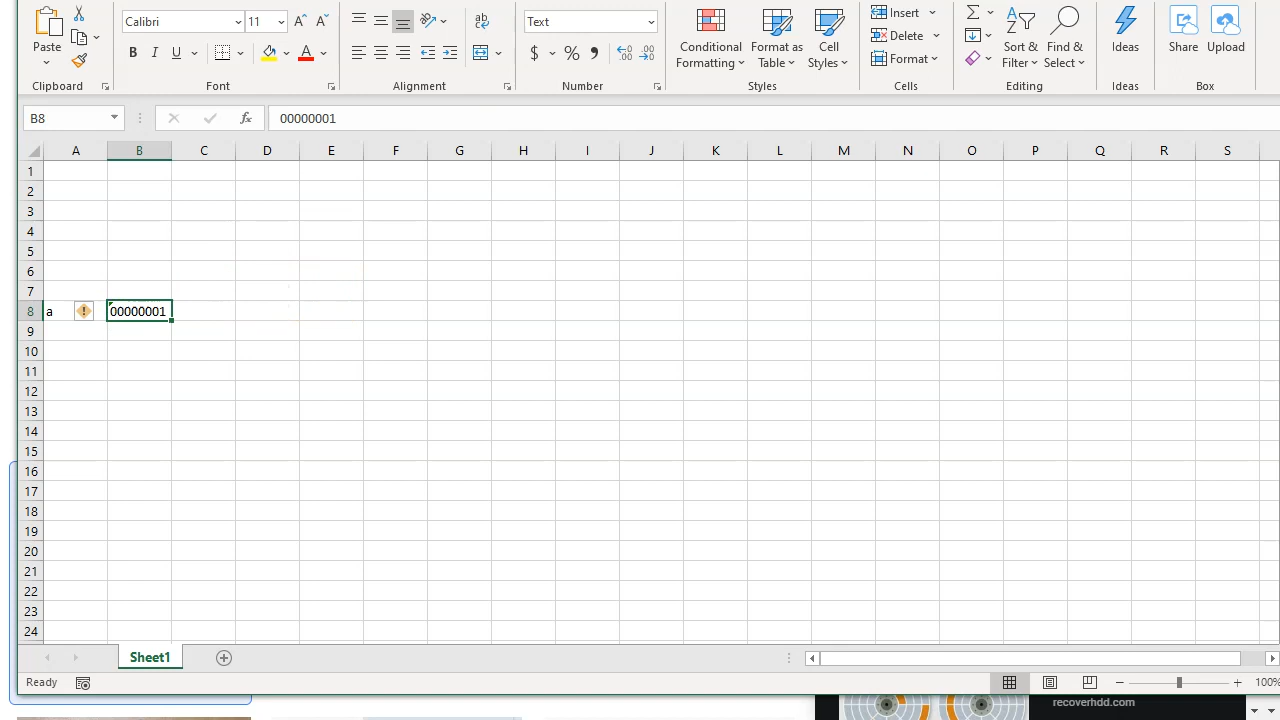 Calibri 11 A A ab Text Insert Σ
Paste B I U A $ % Conditional Formatting Format as Table Cell Styles Delete Format Sort & Filter Find & Select Ideas Share Upload
Clipboard Font Alignment Number Styles Cells Editing Ideas Box
B8 fx 00000001
A B C D E F G H I J K L M N O P Q R S
1
2
3
4
5
6
7
8 a 00000001
9
10
11
12
13
14
15
16
17
18
19
20
21
22
23
24
Sheet1
Ready 100%
recoverhdd.com